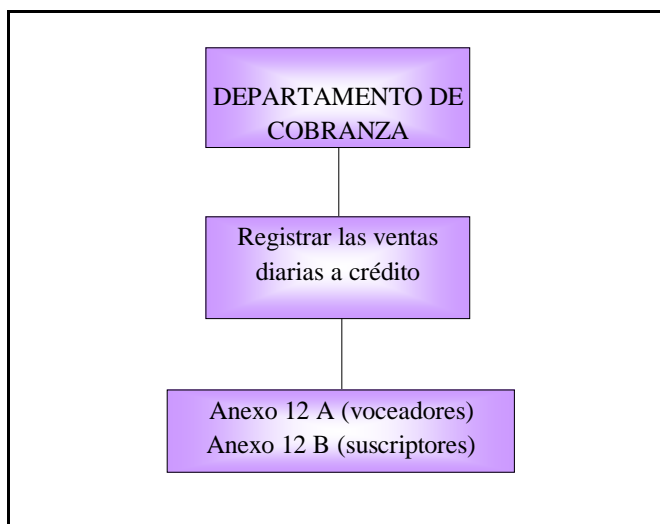 DEPARTAMENTO DE
COBRANZA
Registrar las ventas
diarias a crédito
Anexo 12 A (voceadores)
Anexo 12 B (suscriptores)